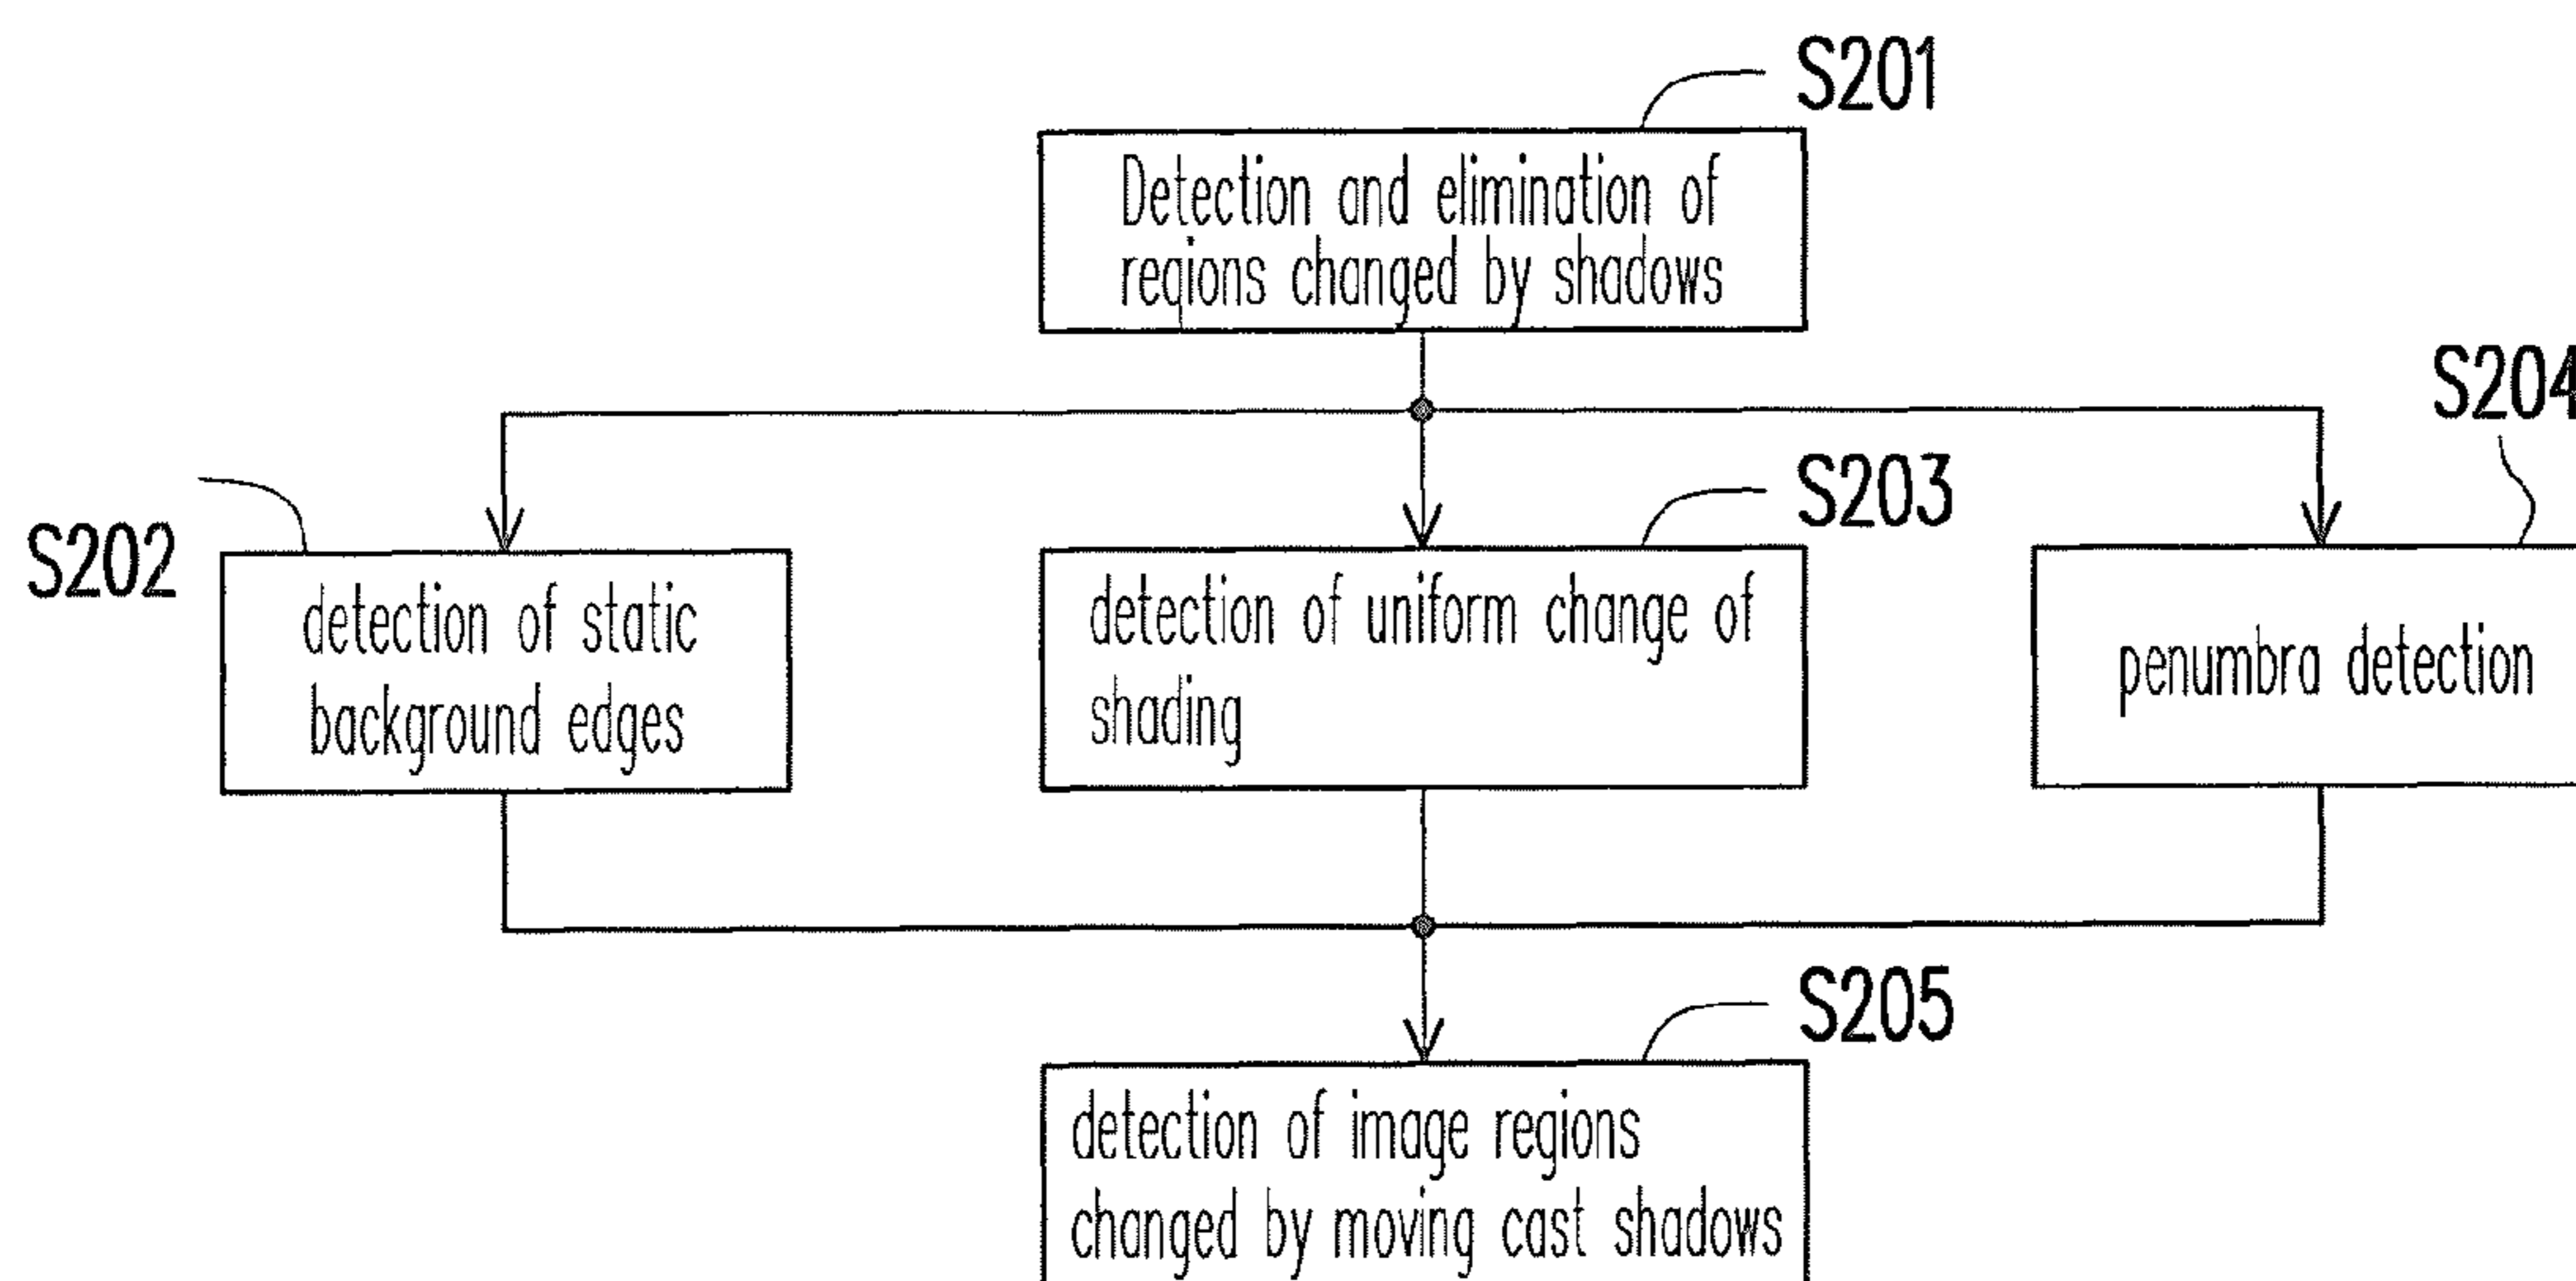 S201
Detection and elimination of
regions changed by shadows
S204
S202
S203
detection of static
background edges
detection of uniform change of
shading
penumbra detection
S205
detection of image regions
changed by moving cast shadows